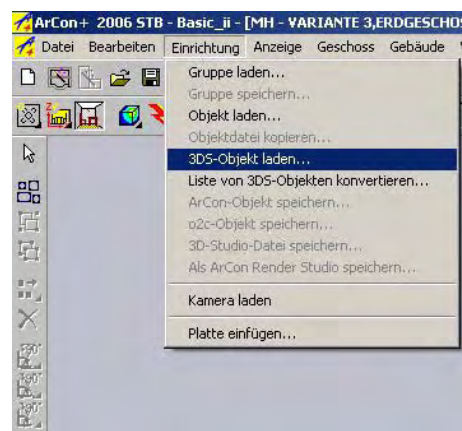 ArCon+ 2006 STB - Basic_ii - [MH - VARIANTE 3,ERDGESCHO
Datei Bearbeiten Einrichtung Anzeige Geschoss Gebäude
Gruppe laden...
Gruppe speichern...
Objekt laden...
Objektdatei kopieren...
3DS-Objekt laden...
Liste von 3DS-Objekten konvertieren...
ArCon-Objekt speichern...
o2c-Objekt speichern...
3D-Studio-Datei speichern...
Als ArCon Render Studio speichern...
Kamera laden
Platte einfügen...